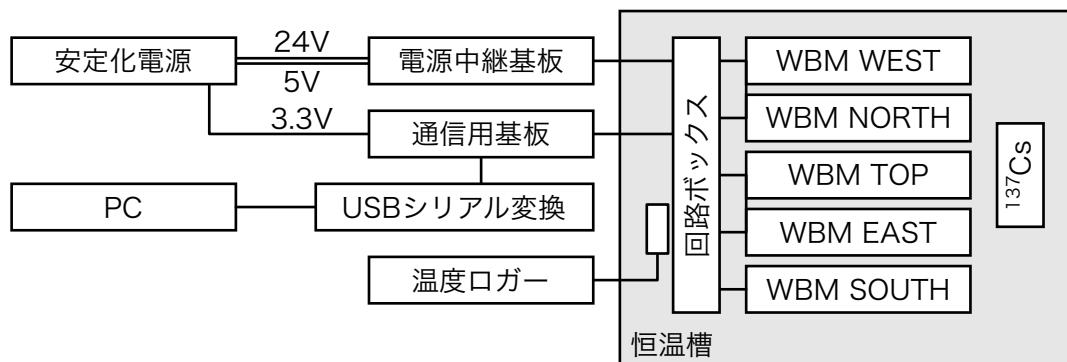 安定化電源
24V
5V
3.3V
電源中継基板
通信用基板
PC
USBシリアル変換
温度ロガー
回路ボックス
WBM WEST
WBM NORTH
WBM TOP
WBM EAST
WBM SOUTH
¹³⁷Cs
恒温槽